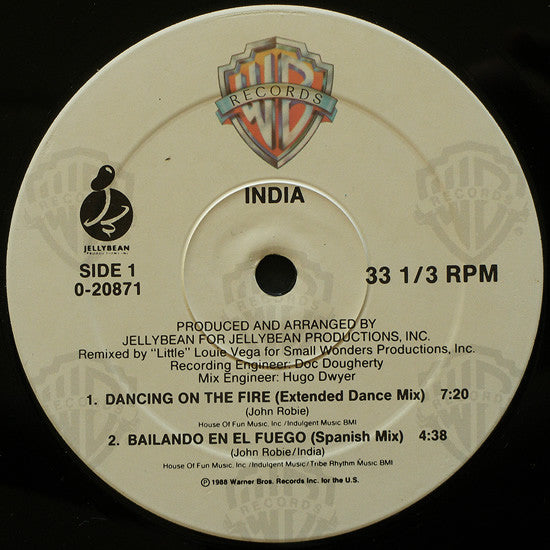 WB
RECORDS
INDIA
JELLYBEAN
PRODUCTIONS, INC.
SIDE 1
0-20871
33 1/3 RPM
PRODUCED AND ARRANGED BY
JELLYBEAN FOR JELLYBEAN PRODUCTIONS, INC.
Remixed by "Little" Louie Vega for Small Wonders Productions, Inc.
Recording Engineer: Doc Dougherty
Mix Engineer: Hugo Dwyer
1. DANCING ON THE FIRE (Extended Dance Mix) 7:20
(John Robie)
House Of Fun Music, Inc./Indulgent Music BMI
2. BAILANDO EN EL FUEGO (Spanish Mix) 4:38
(John Robie/India)
House Of Fun Music, Inc./Indulgent Music/Tribe Rhythm Music BMI
℗ 1988 Warner Bros. Records Inc. for the U.S.